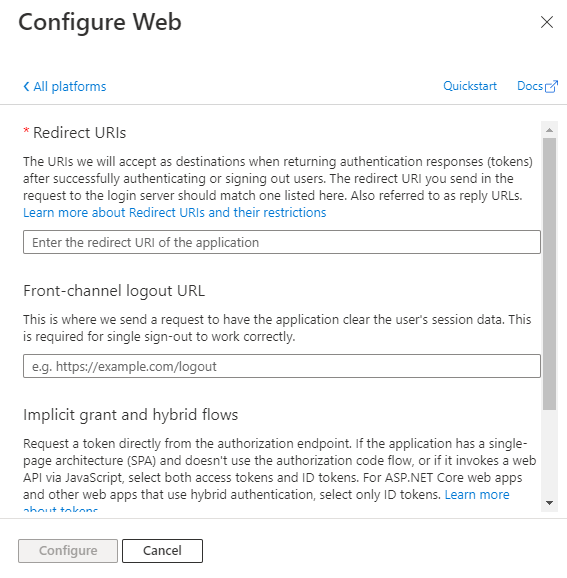 Configure Web
All platforms
Quickstart
Docs
* Redirect URIs
The URIs we will accept as destinations when returning authentication responses (tokens)
after successfully authenticating or signing out users. The redirect URI you send in the
request to the login server should match one listed here. Also referred to as reply URLs.
Learn more about Redirect URIs and their restrictions
Enter the redirect URI of the application
Front-channel logout URL
This is where we send a request to have the application clear the user's session data. This
is required for single sign-out to work correctly.
e.g. https://example.com/logout
Implicit grant and hybrid flows
Request a token directly from the authorization endpoint. If the application has a single-
page architecture (SPA) and doesn't use the authorization code flow, or if it invokes a web
API via JavaScript, select both access tokens and ID tokens. For ASP.NET Core web apps
and other web apps that use hybrid authentication, select only ID tokens. Learn more
about tokens
Configure
Cancel